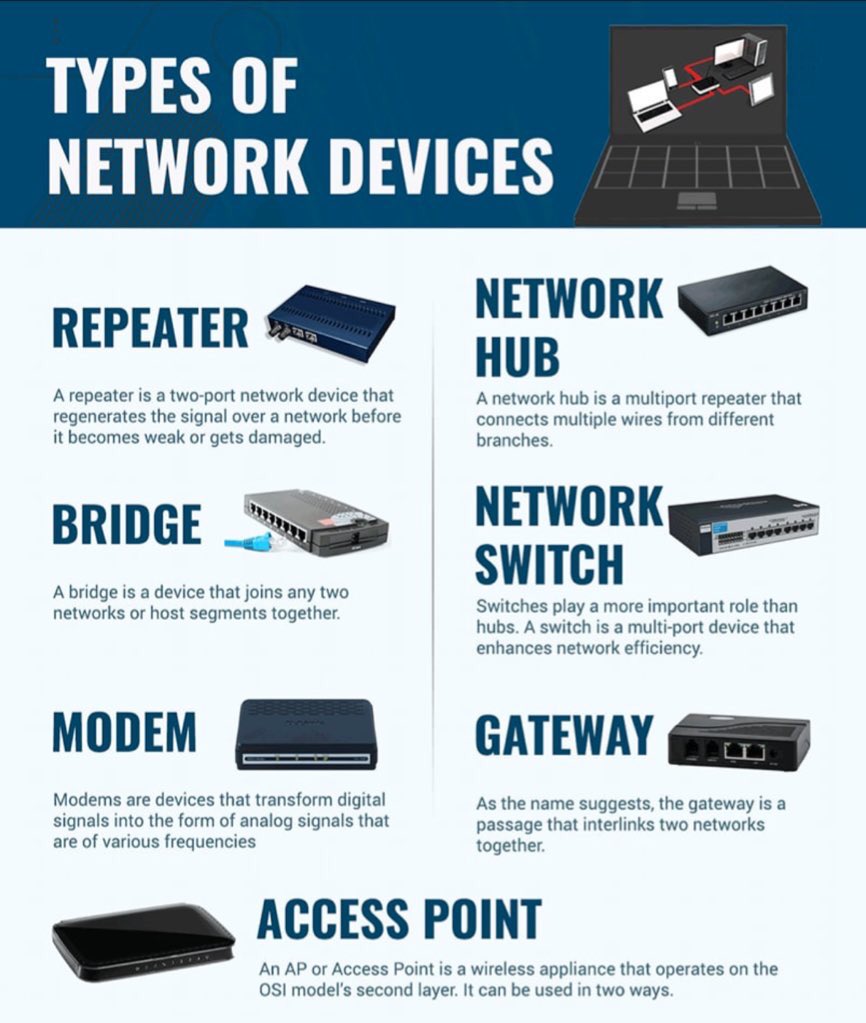 TYPES OF
NETWORK DEVICES
REPEATER
A repeater is a two-port network device that
regenerates the signal over a network before
it becomes weak or gets damaged.
NETWORK
HUB
A network hub is a multiport repeater that
connects multiple wires from different
branches.
BRIDGE
A bridge is a device that joins any two
networks or host segments together.
NETWORK
SWITCH
Switches play a more important role than
hubs. A switch is a multi-port device that
enhances network efficiency.
MODEM
Modems are devices that transform digital
signals into the form of analog signals that
are of various frequencies
GATEWAY
As the name suggests, the gateway is a
passage that interlinks two networks
together.
ACCESS POINT
An AP or Access Point is a wireless appliance that operates on the
OSI model's second layer. It can be used in two ways.